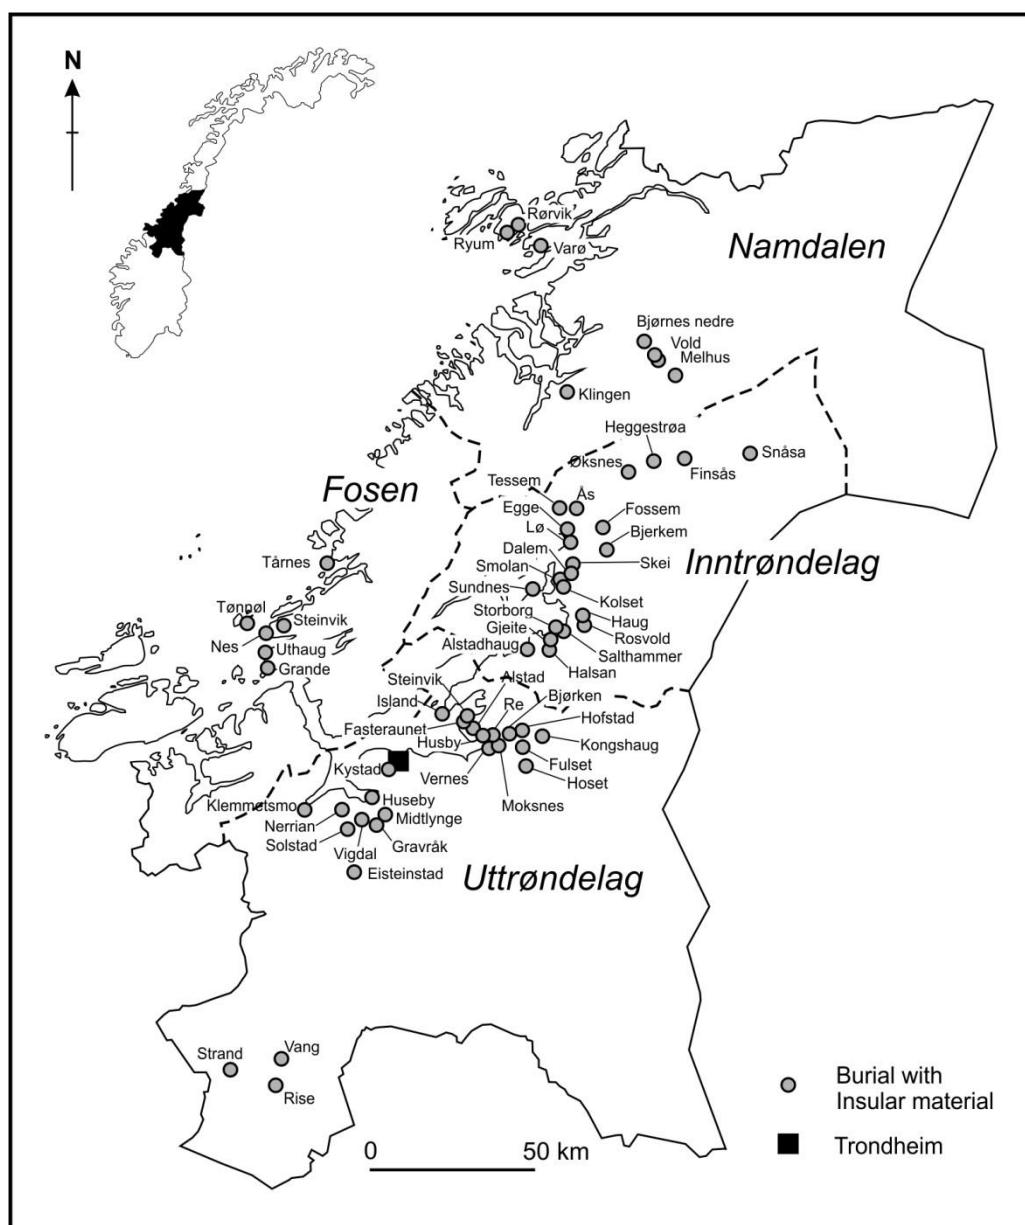 N
Rørvik
Ryum
Varø
Namdalen
Bjørnes nedre
Vold
Melhus
Klingen
Heggestrøa
Øksnes
Finsås
Snåsa
Fosen
Tessem
Ås
Egge
Fossem
Lø
Bjerkem
Dalem
Skei
Inntrøndelag
Smolan
Sundnes
Kolset
Tårnes
Storborg
Haug
Gjeite
Rosvold
Tønnøl
Steinvik
Nes
Uthaug
Grande
Alstadhaug
Salthammer
Halsan
Steinvik
Alstad
Island
Re
Bjørken
Fasteraunet
Hofstad
Husby
Kongshaug
Kystad
Vernes
Fulset
Hoset
Moksnes
Klemmetsmo
Huseby
Nerrian
Midtlynge
Solstad
Gravråk
Vigdal
Eisteinstad
Uttrøndelag
Strand
Vang
Rise
0 50 km
Burial with
Insular material
Trondheim